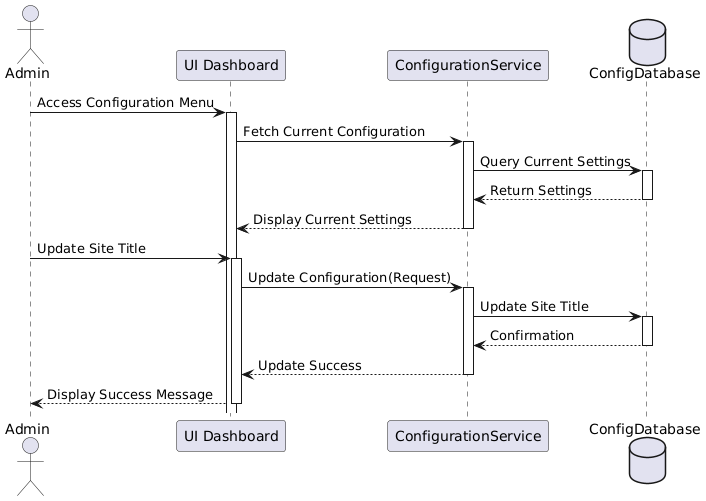 Admin
UI Dashboard
ConfigurationService
ConfigDatabase
Access Configuration Menu
Fetch Current Configuration
Query Current Settings
Return Settings
Display Current Settings
Update Site Title
Update Configuration(Request)
Update Site Title
Confirmation
Update Success
Display Success Message
Admin
UI Dashboard
ConfigurationService
ConfigDatabase